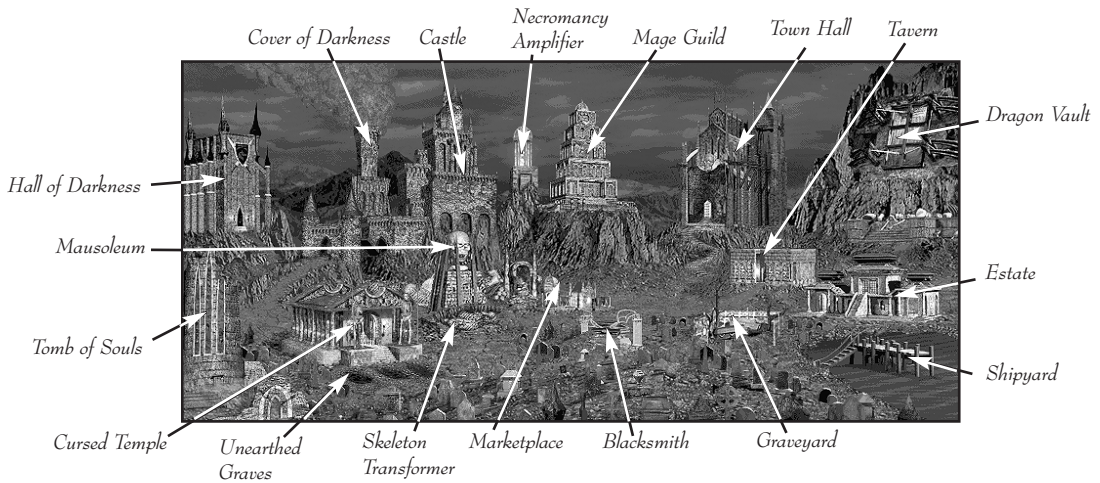 Cover of Darkness
Castle
Necromancy
Amplifier
Mage Guild
Town Hall
Tavern
Dragon Vault
Hall of Darkness
Mausoleum
Estate
Tomb of Souls
Shipyard
Cursed Temple
Unearthed
Graves
Skeleton
Transformer
Marketplace
Blacksmith
Graveyard